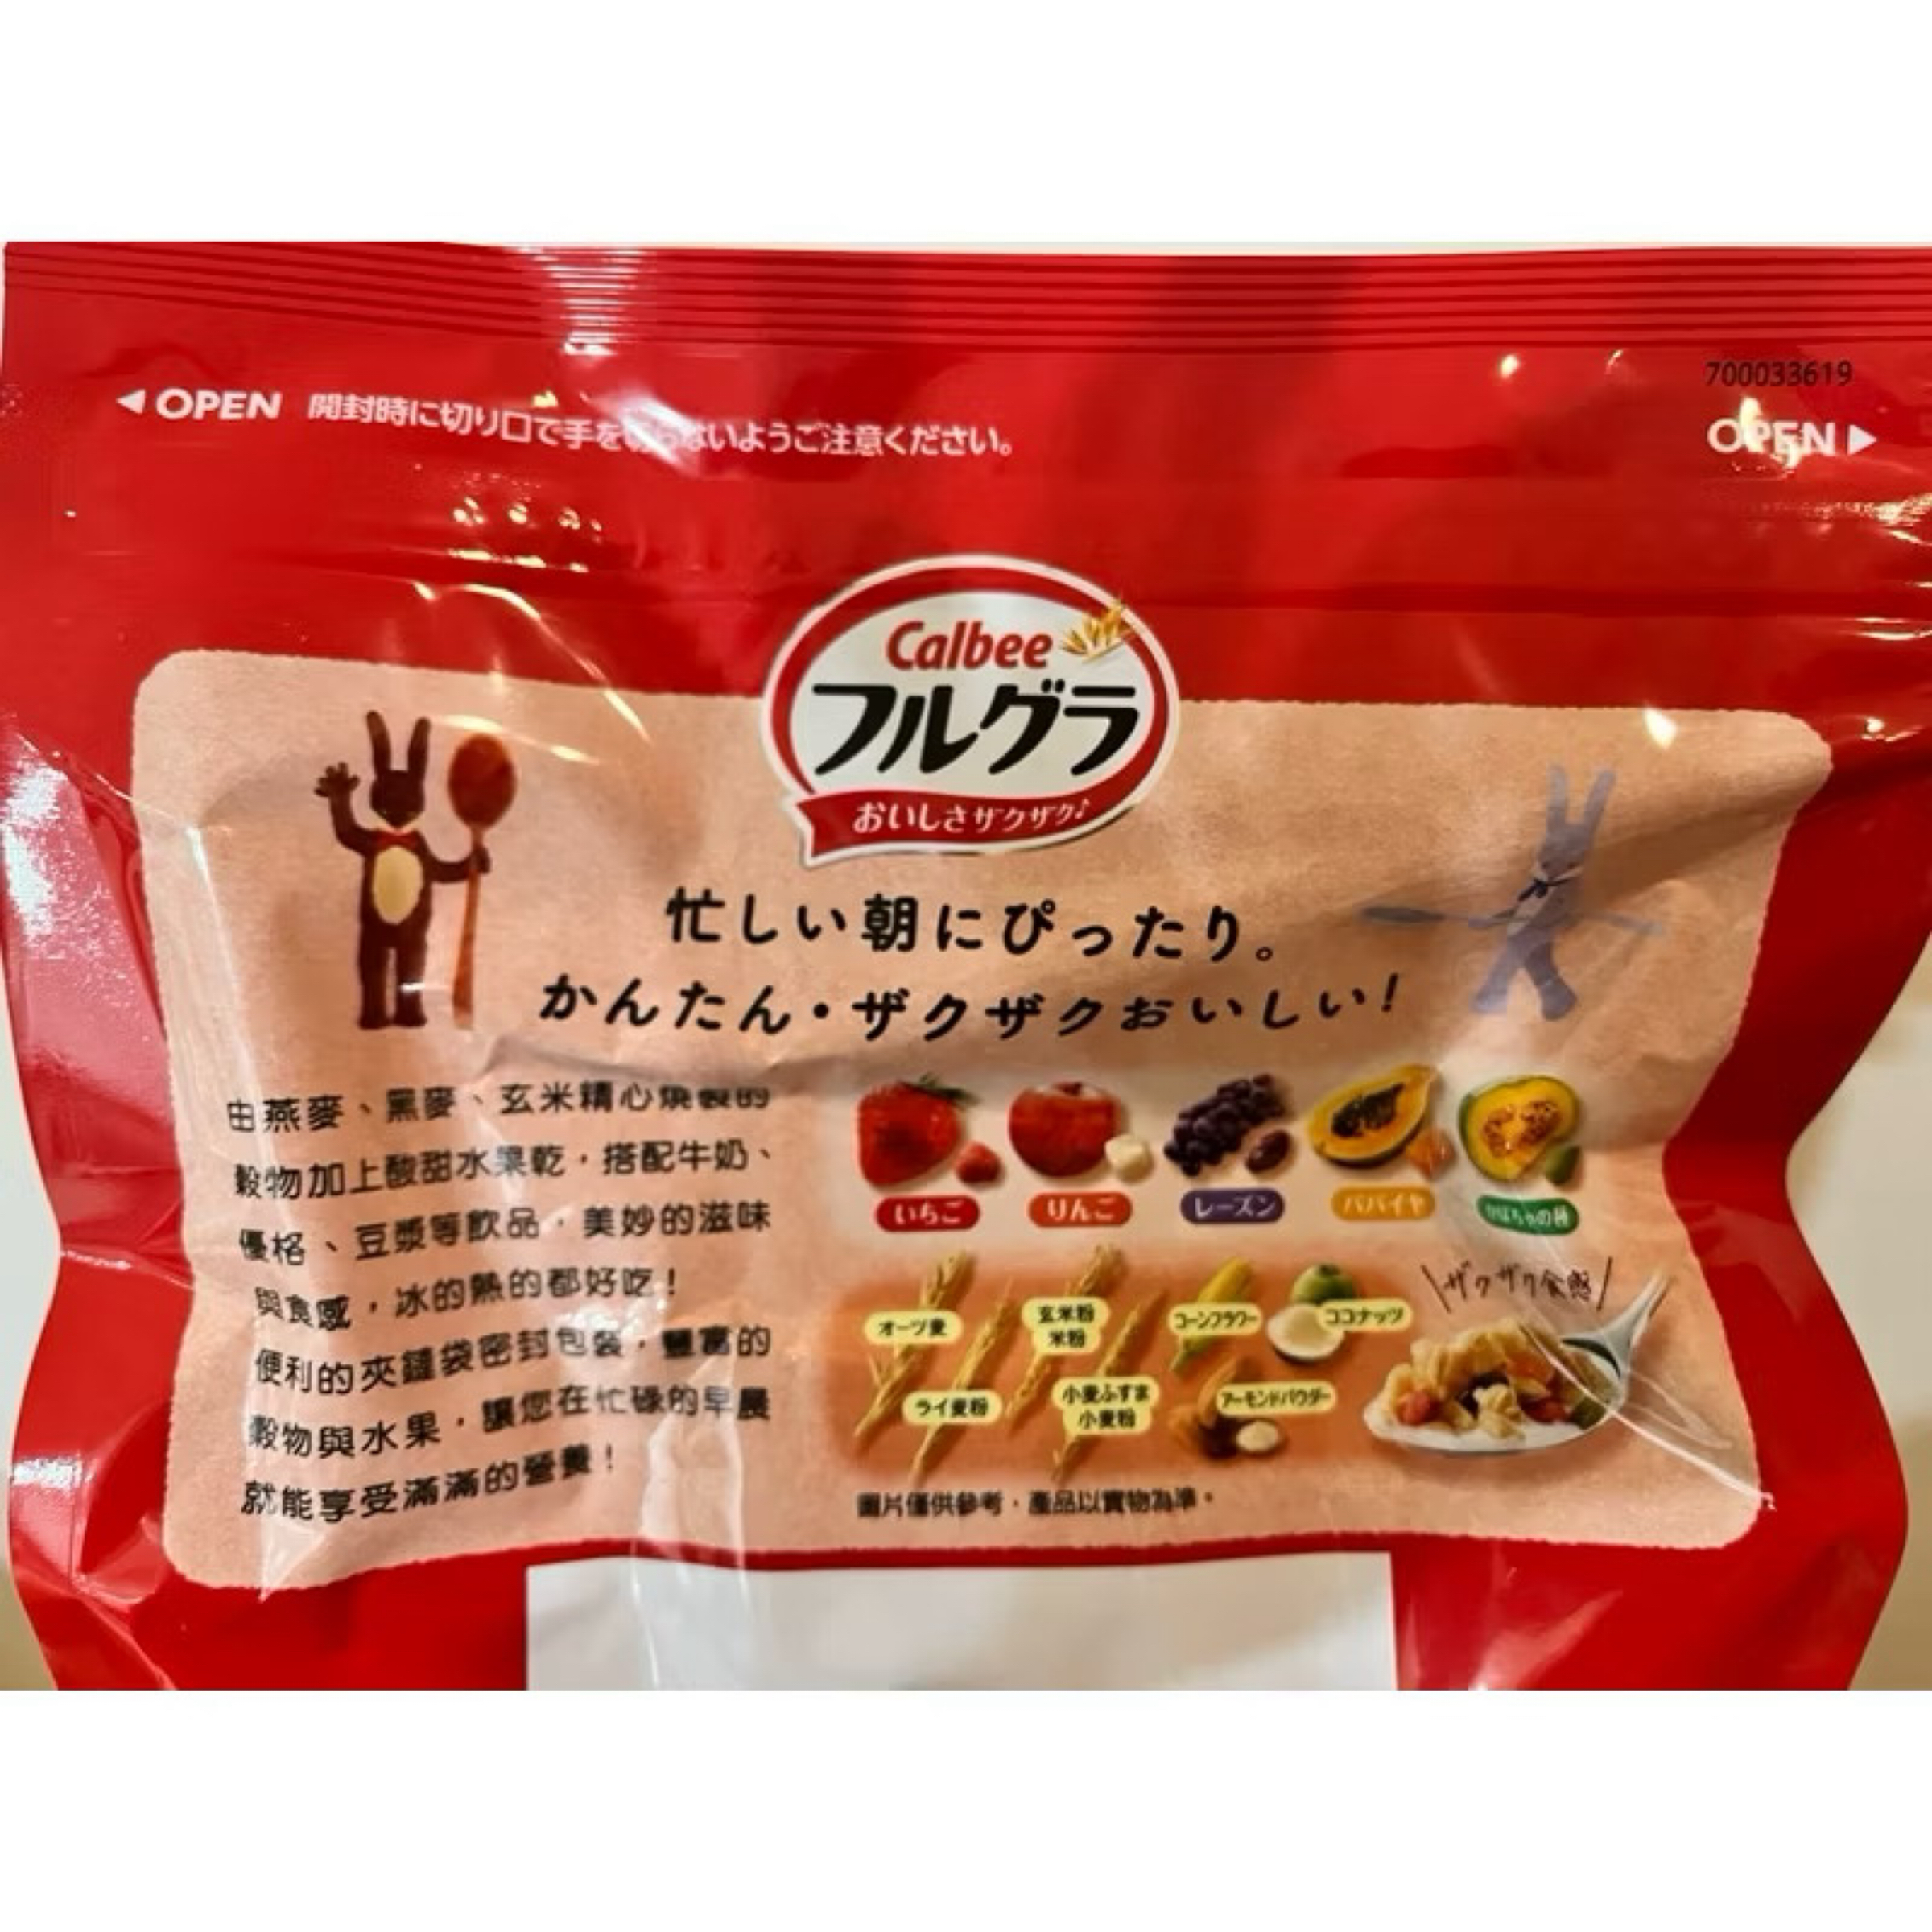 700033619
OPEN 開封時に切り口で手を切らないようご注意ください。
OPEN
Calbee
フルグラ
おいしさザクザク♪
忙しい朝にぴったり。
かんたん・ザクザクおいしい!
由燕麥、黑麥、玄米精心燒製的
穀物加上酸甜水果乾,搭配牛奶、
優格、豆漿等飲品,美妙的滋味
與食感,冰的熱的都好吃!
便利的夾鏈袋密封包裝,豐富的
穀物與水果,讓您在忙碌的早晨
就能享受滿滿的營養!
いちご
りんご
レーズン
パパイヤ
かぼちゃの種
オーツ麦
玄米粉
米粉
コーンフラワー
ココナッツ
ザクザク食感
ライ麦粉
小麦ふすま
小麦粉
アーモンドパウダー
圖片僅供參考,產品以實物為準。